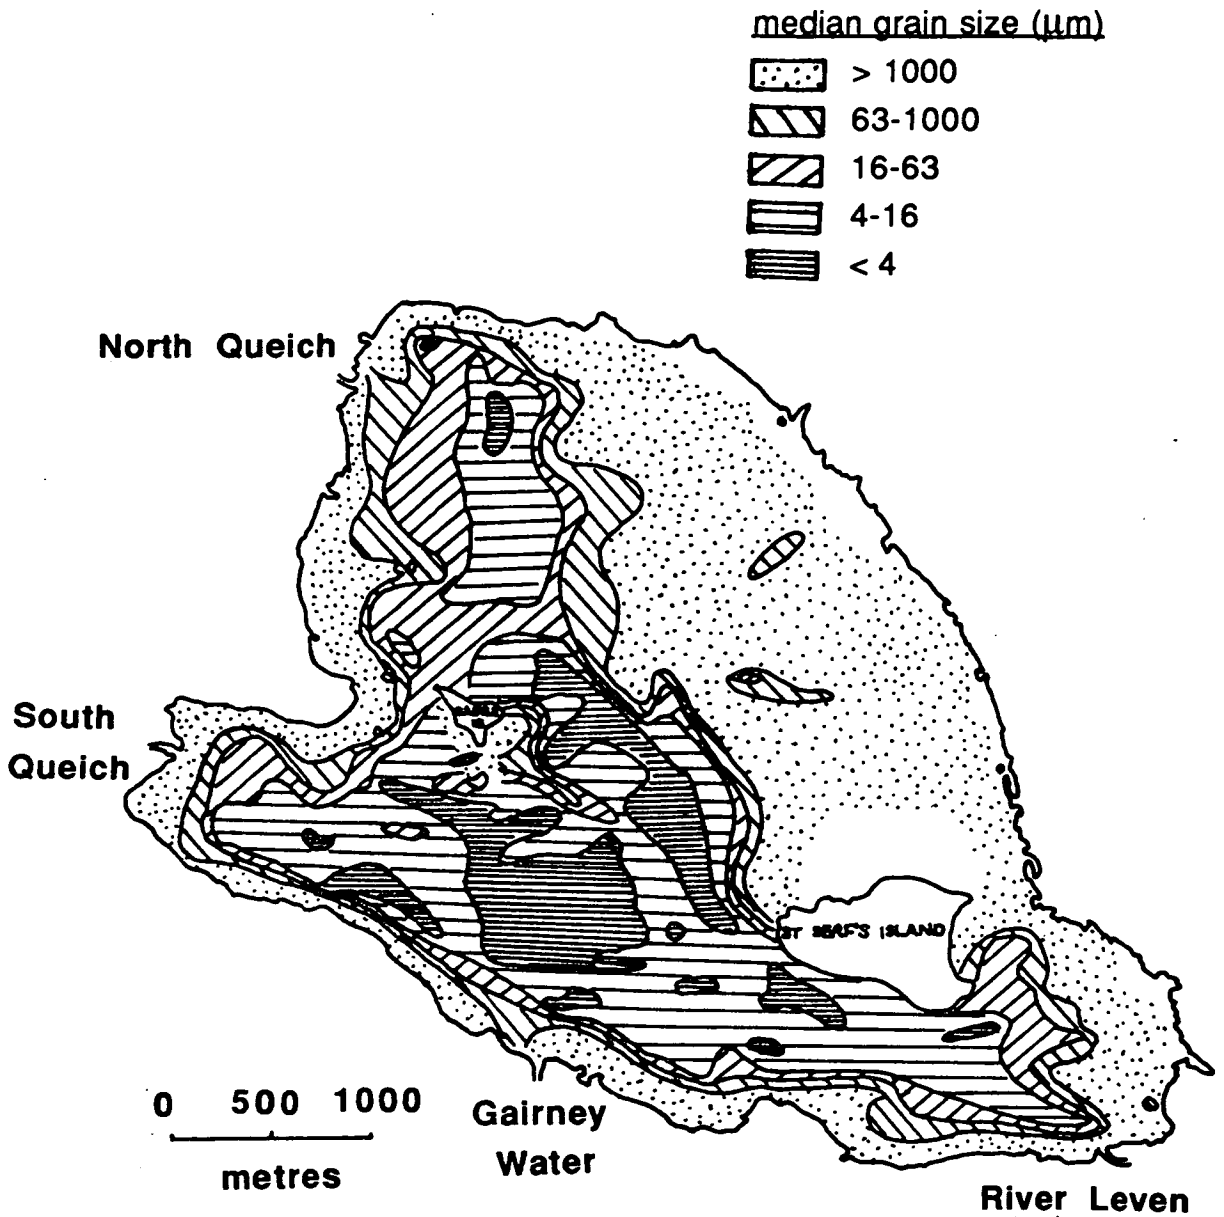 median grain size (μm)
> 1000
63-1000
16-63
4-16
< 4
North Queich
South
Queich
ST SERF'S ISLAND
0 500 1000
metres
Gairney
Water
River Leven